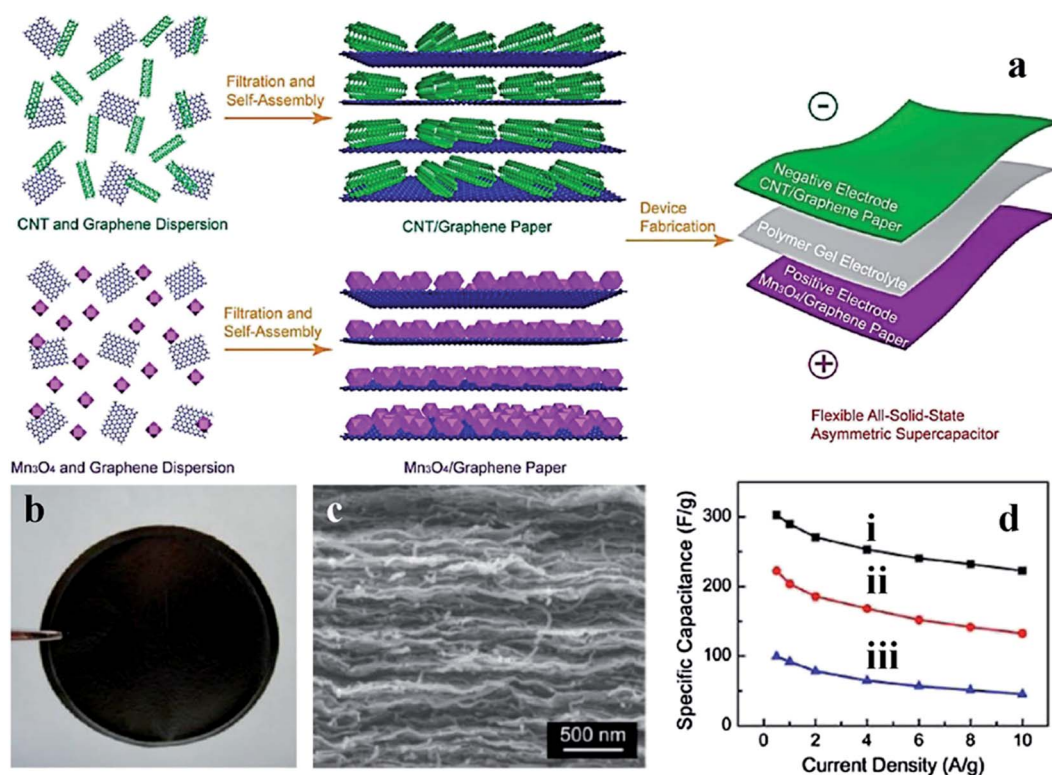 a
Filtration and
Self-Assembly
CNT and Graphene Dispersion
CNT/Graphene Paper
Device
Fabrication
−
Negative Electrode
CNT/Graphene Paper
Polymer Gel Electrolyte
Positive Electrode
Mn₃O₄/Graphene Paper
+
Filtration and
Self-Assembly
Flexible All-Solid-State
Asymmetric Supercapacitor
Mn₃O₄ and Graphene Dispersion
Mn₃O₄/Graphene Paper
b
c
500 nm
d
Specific Capacitance (F/g)
300
200
100
0
i
ii
iii
0 2 4 6 8 10
Current Density (A/g)